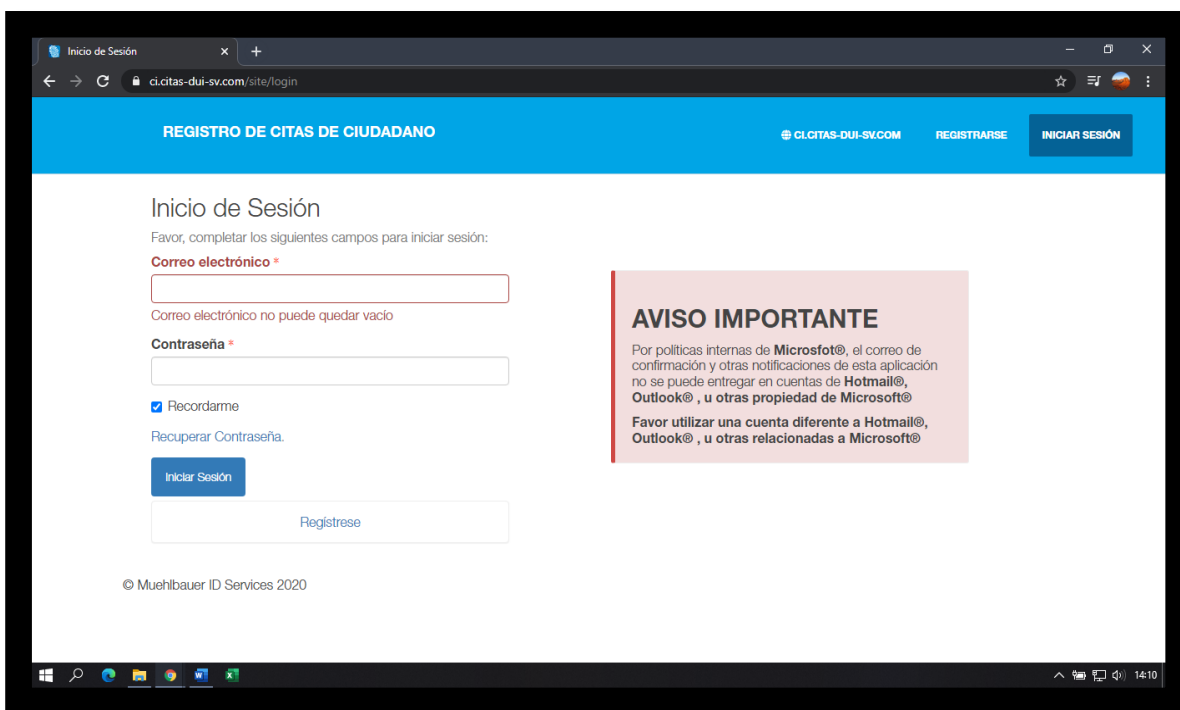 Inicio de Sesión
ci.citas-dui-sv.com/site/login
REGISTRO DE CITAS DE CIUDADANO
CI.CITAS-DUI-SV.COM
REGISTRARSE
INICIAR SESIÓN
Inicio de Sesión
Favor, completar los siguientes campos para iniciar sesión:
Correo electrónico *
Correo electrónico no puede quedar vacío
Contraseña *
Recordarme
Recuperar Contraseña.
Iniciar Sesión
Regístrese
AVISO IMPORTANTE
Por políticas internas de Microsfot®, el correo de
confirmación y otras notificaciones de esta aplicación
no se puede entregar en cuentas de Hotmail®,
Outlook® , u otras propiedad de Microsoft®
Favor utilizar una cuenta diferente a Hotmail®,
Outlook® , u otras relacionadas a Microsoft®
© Muehlbauer ID Services 2020
14:10